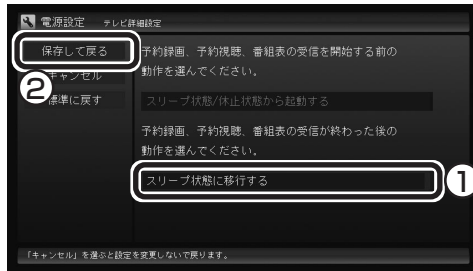 電源設定 テレビ詳細設定
保存して戻る
キャンセル
標準に戻す
予約録画、予約視聴、番組表の受信を開始する前の
動作を選んでください。
スリープ状態/休止状態から起動する
予約録画、予約視聴、番組表の受信が終わった後の
動作を選んでください。
スリープ状態に移行する
①
②
「キャンセル」を選ぶと設定を変更しないで戻ります。